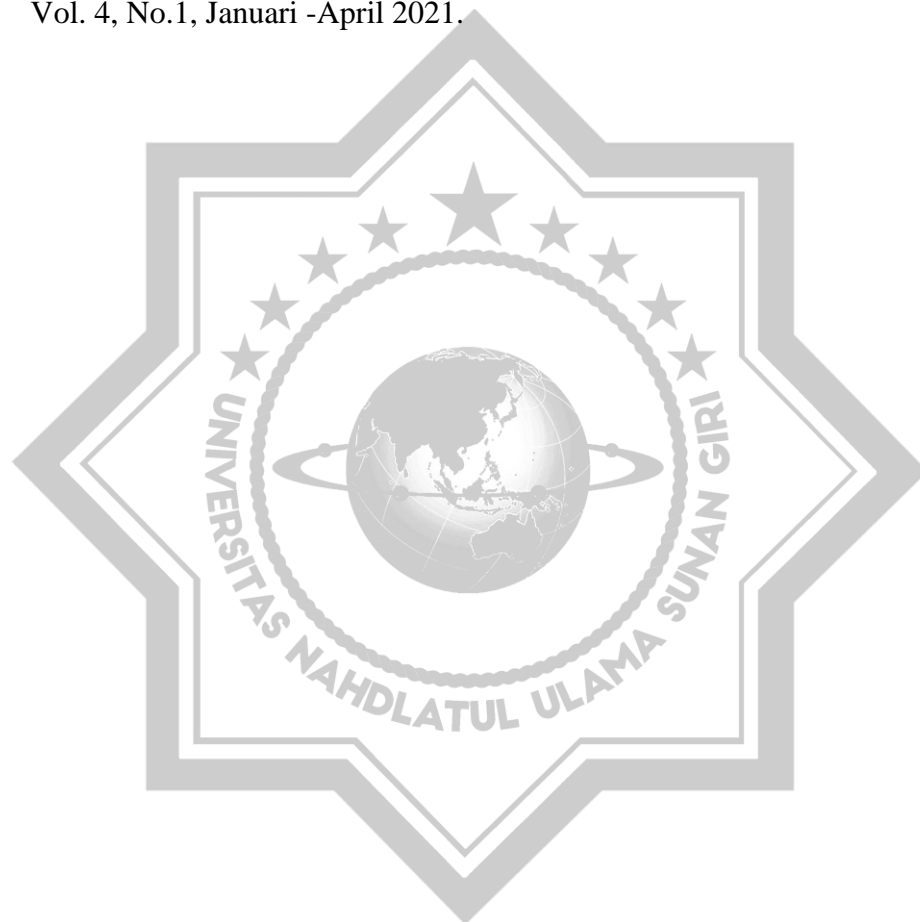 Vol. 4, No.1, Januari -April 2021.
UNIVERSITAS NAHDLATUL ULAMA SUNAN GIRI